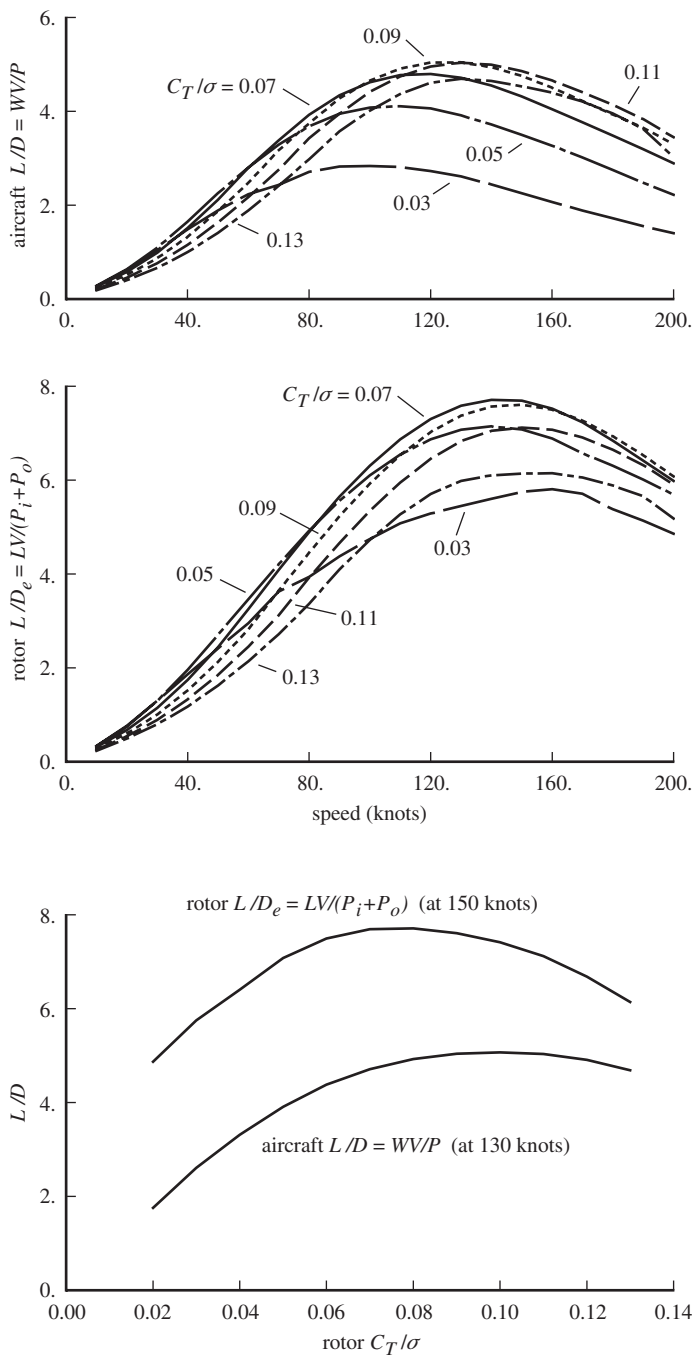 6.
4.
2.
0.
aircraft L/D = WV/P
C_T/σ = 0.07
0.09
0.11
0.05
0.03
0.13
0. 40. 80. 120. 160. 200.
8.
6.
4.
2.
0.
rotor L/D_e = LV/(P_i+P_o)
C_T/σ = 0.07
0.09
0.05
0.03
0.11
0.13
0. 40. 80. 120. 160. 200.
speed (knots)
rotor L/D_e = LV/(P_i+P_o) (at 150 knots)
8.
6.
4.
2.
0.
L/D
aircraft L/D = WV/P (at 130 knots)
0.00 0.02 0.04 0.06 0.08 0.10 0.12 0.14
rotor C_T/σ